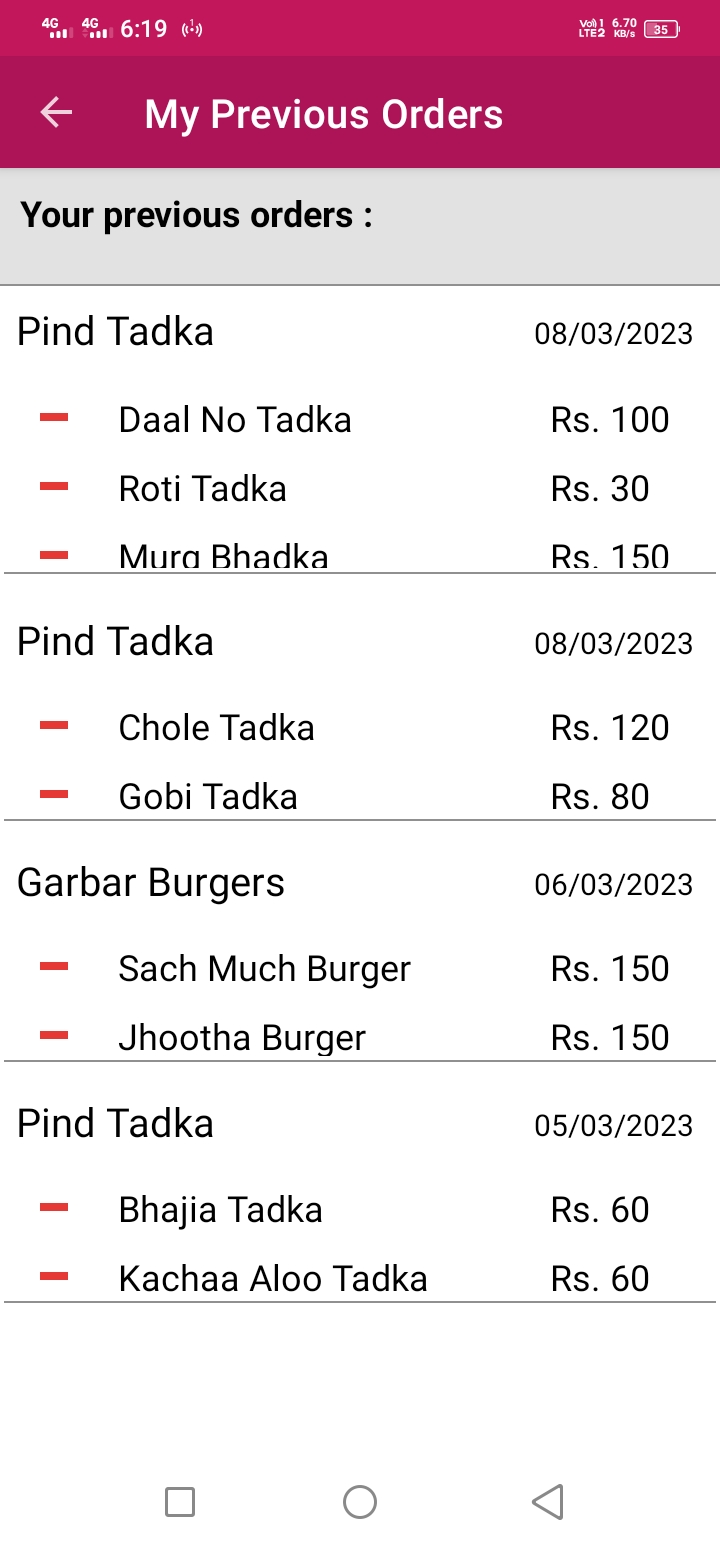 4G 4G 6:19 1 Vo)) 1 LTE2 6.70 KB/s 35
My Previous Orders
Your previous orders :
Pind Tadka 08/03/2023
Daal No Tadka Rs. 100
Roti Tadka Rs. 30
Murg Bhadka Rs. 150
Pind Tadka 08/03/2023
Chole Tadka Rs. 120
Gobi Tadka Rs. 80
Garbar Burgers 06/03/2023
Sach Much Burger Rs. 150
Jhootha Burger Rs. 150
Pind Tadka 05/03/2023
Bhajia Tadka Rs. 60
Kachaa Aloo Tadka Rs. 60